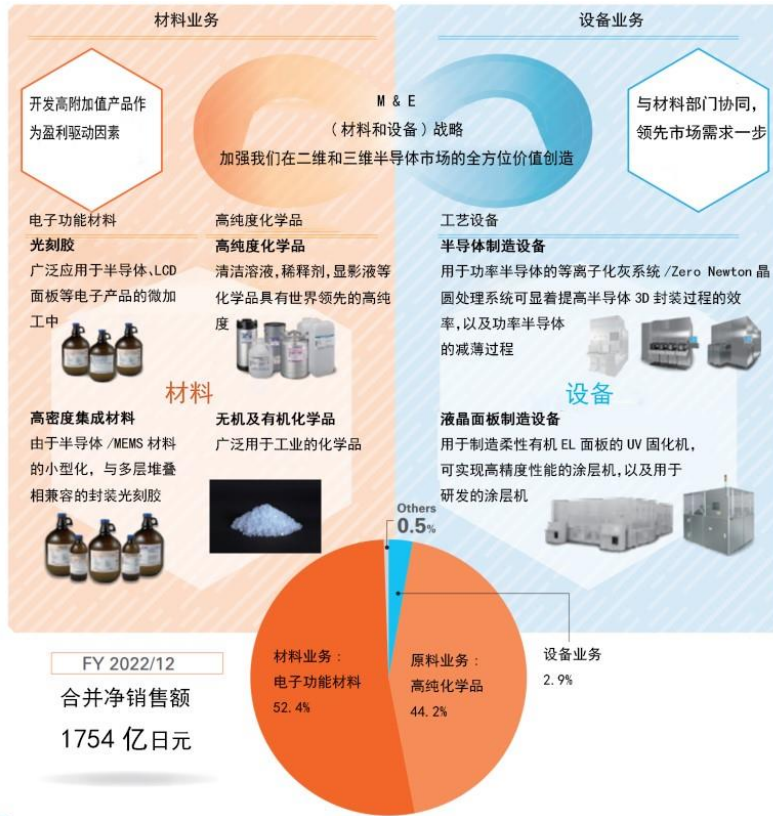 材料业务
设备业务
开发高附加值产品作
为盈利驱动因素
M & E
（材料和设备）战略
加强我们在二维和三维半导体市场的全方位价值创造
与材料部门协同，
领先市场需求一步
电子功能材料
光刻胶
广泛应用于半导体、LCD
面板等电子产品的微加
工中
高纯度化学品
高纯度化学品
清洁溶液,稀释剂,显影液等
化学品具有世界领先的高纯
度
工艺设备
半导体制造设备
用于功率半导体的等离子化灰系统/Zero Newton 晶
圆处理系统可显着提高半导体 3D 封装过程的效
率,以及功率半导体
的减薄过程
材料
设备
高密度集成材料
由于半导体/MEMS 材料
的小型化，与多层堆叠
相兼容的封装光刻胶
无机及有机化学品
广泛用于工业的化学品
液晶面板制造设备
用于制造柔性有机 EL 面板的 UV 固化机，
可实现高精度性能的涂层机,以及用于
研发的涂层机
Others
0.5%
FY 2022/12
合并净销售额
1754 亿日元
材料业务：
电子功能材料
52.4%
原料业务：
高纯化学品
44.2%
设备业务
2.9%